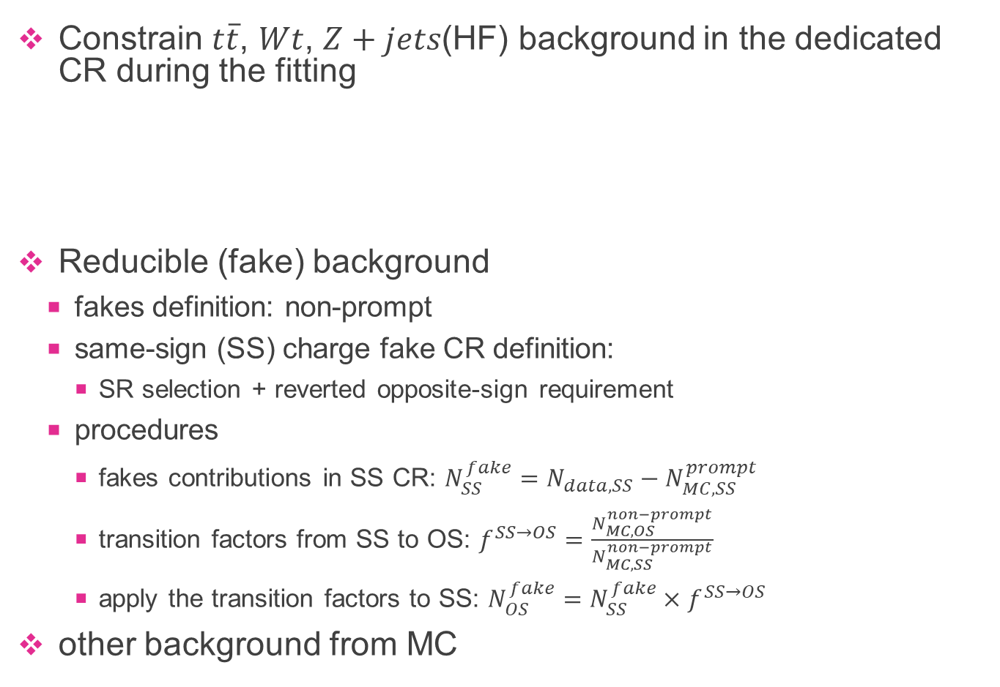 ❖ Constrain $t\bar{t}$, $Wt$, $Z + jets$(HF) background in the dedicated
CR during the fitting
❖ Reducible (fake) background
▪ fakes definition: non-prompt
▪ same-sign (SS) charge fake CR definition:
▪ SR selection + reverted opposite-sign requirement
▪ procedures
▪ fakes contributions in SS CR: $N_{SS}^{fake} = N_{data,SS} - N_{MC,SS}^{prompt}$
▪ transition factors from SS to OS: $f^{SS \to OS} = \frac{N_{MC,OS}^{non-prompt}}{N_{MC,SS}^{non-prompt}}$
▪ apply the transition factors to SS: $N_{OS}^{fake} = N_{SS}^{fake} \times f^{SS \to OS}$
❖ other background from MC